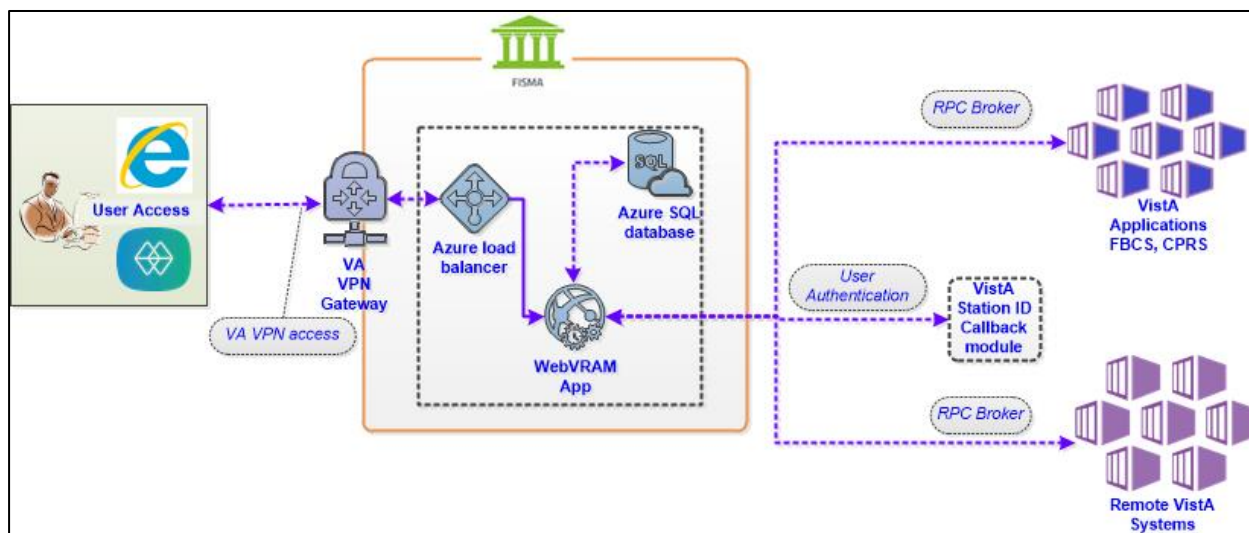 FISMA
User Access
VA VPN access
VA
VPN
Gateway
Azure load
balancer
SQL
Azure SQL
database
WebVRAM
App
RPC Broker
User
Authentication
RPC Broker
VistA
Applications
FBCS, CPRS
VistA
Station ID
Callback
module
Remote VistA
Systems